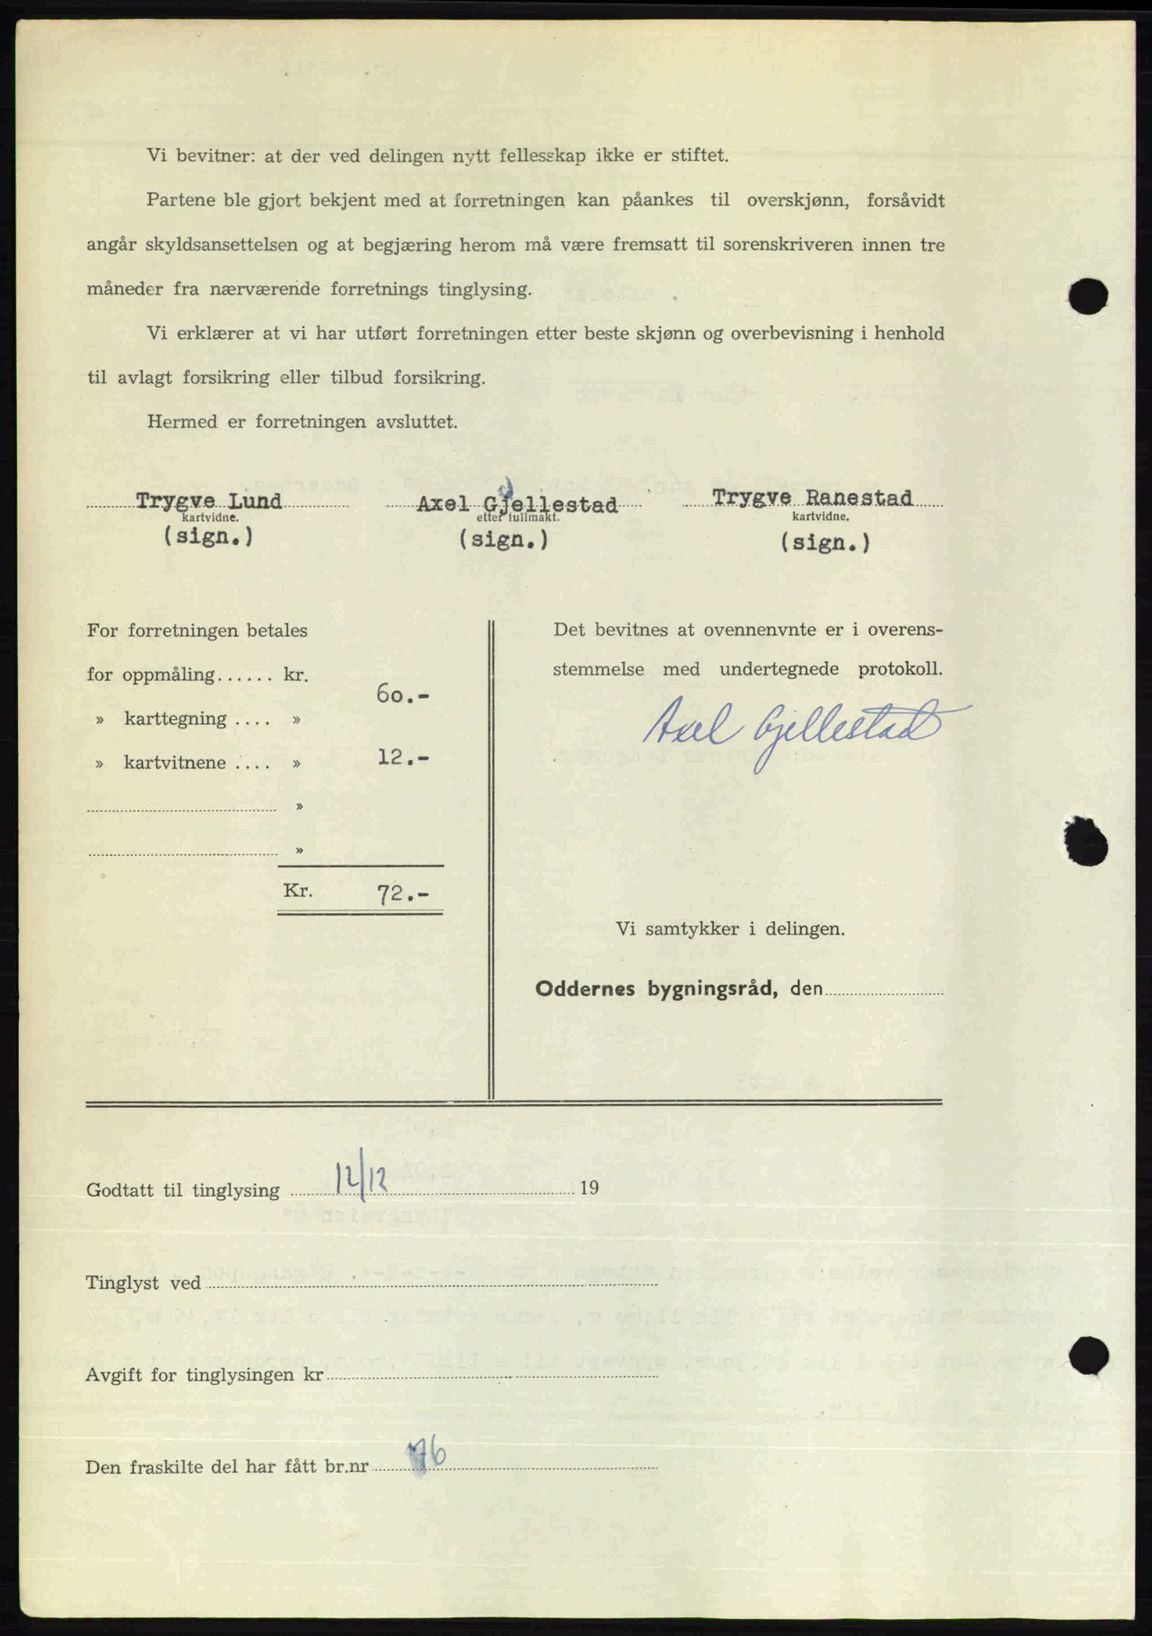 Vi bevitner: at der ved delingen nytt fellesskap ikke er stiftet.
Partene ble gjort bekjent med at forretningen kan påankes til overskjønn, forsåvidt
angår skyldsansettelsen og at begjæring herom må være fremsatt til sorenskriveren innen tre
måneder fra nærværende forretnings tinglysing.
Vi erklærer at vi har utført forretningen etter beste skjønn og overbevisning i henhold
til avlagt forsikring eller tilbud forsikring.
Hermed er forretningen avsluttet.
Trygve Lund Axel Gjellestad Trygve Ranestad
kartvidne. etter fullmakt. kartvidne.
(sign.) (sign.) (sign.)
For forretningen betales
for oppmåling...... kr.
60.-
» karttegning .... »
» kartvitnene .... » 12.-
»
»
Kr. 72.-
Det bevitnes at ovennenvnte er i overens-
stemmelse med undertegnede protokoll.
Axel Gjellestad
Vi samtykker i delingen.
Oddernes bygningsråd, den
Godtatt til tinglysing 12/12 19
Tinglyst ved
Avgift for tinglysingen kr
Den fraskilte del har fått br.nr 76